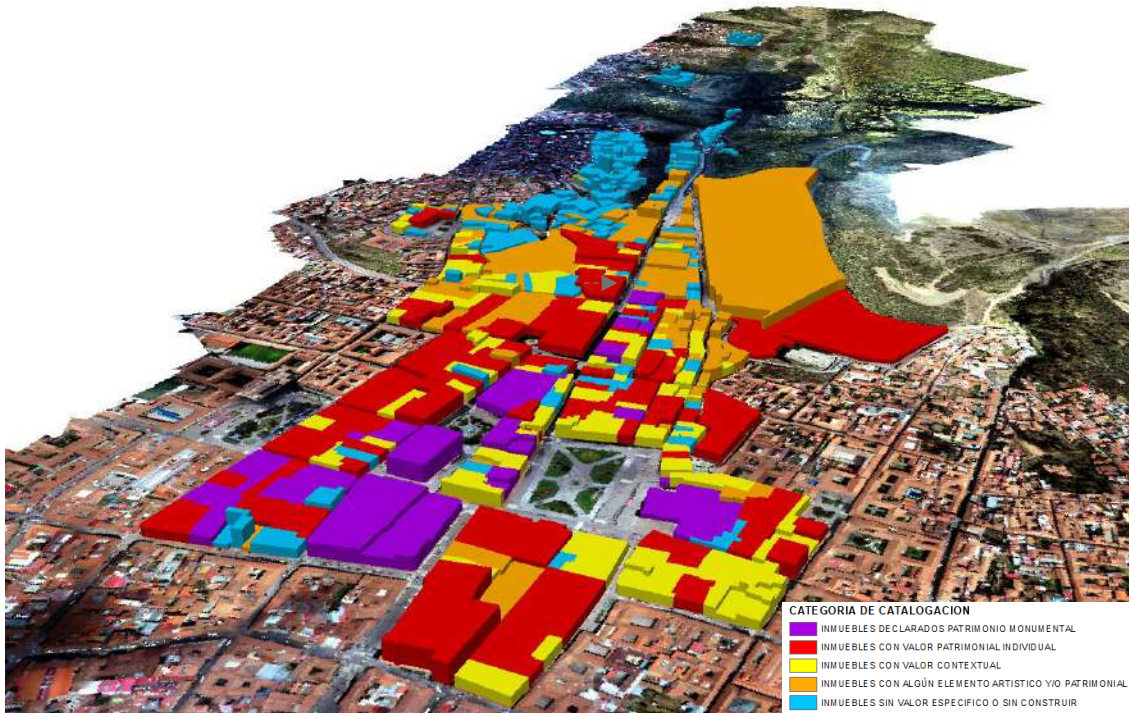 CATEGORIA DE CATALOGACION
INMUEBLES DECLARADOS PATRIMONIO MONUMENTAL
INMUEBLES CON VALOR PATRIMONIAL INDIVIDUAL
INMUEBLES CON VALOR CONTEXTUAL
INMUEBLES CON ALGÚN ELEMENTO ARTISTICO Y/O PATRIMONIAL
INMUEBLES SIN VALOR ESPECIFICO O SIN CONSTRUIR